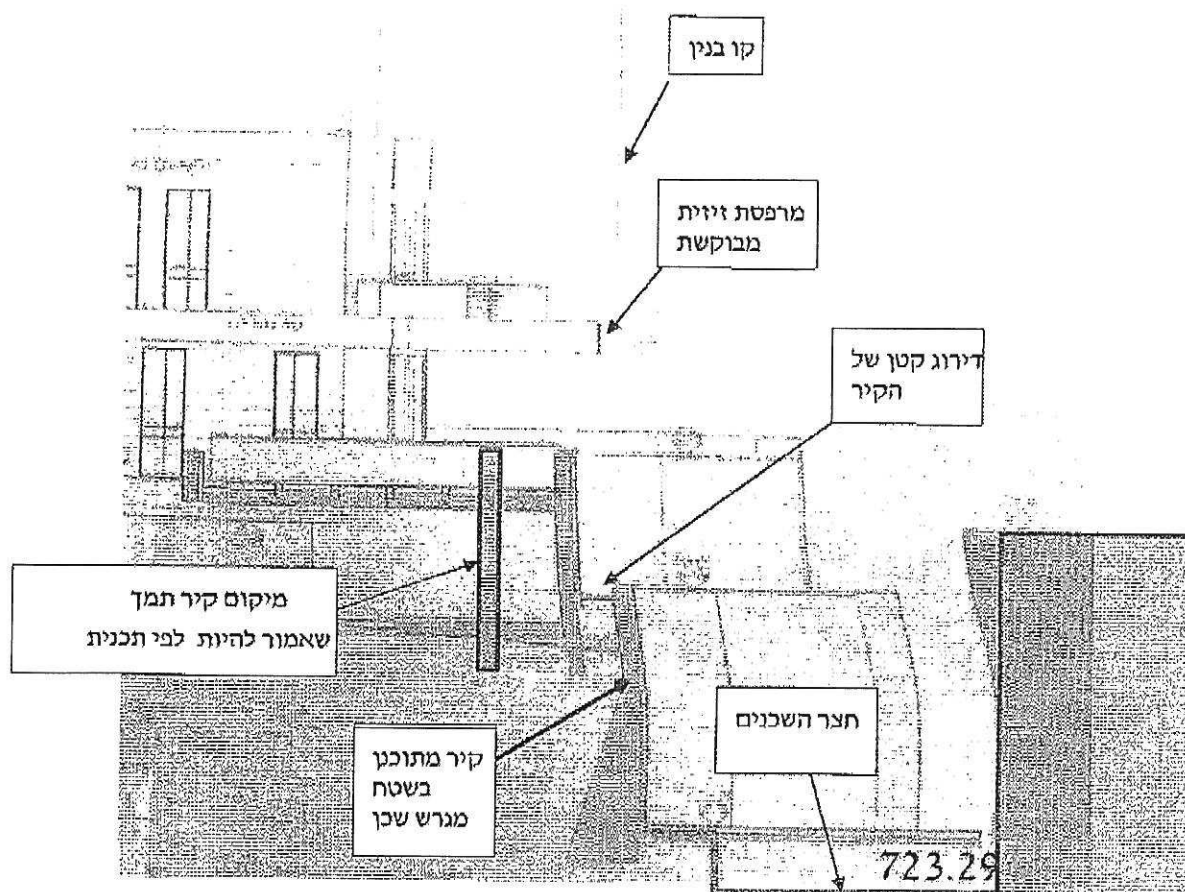 קו בנין
מרפסת זיזית
מבוקשת
דירוג קטן של
הקיר
מיקום קיר תמך
שאמור להיות לפי תכנית
קיר מתוכנן
בשטח
מגרש שכן
חצר השכנים
723.29